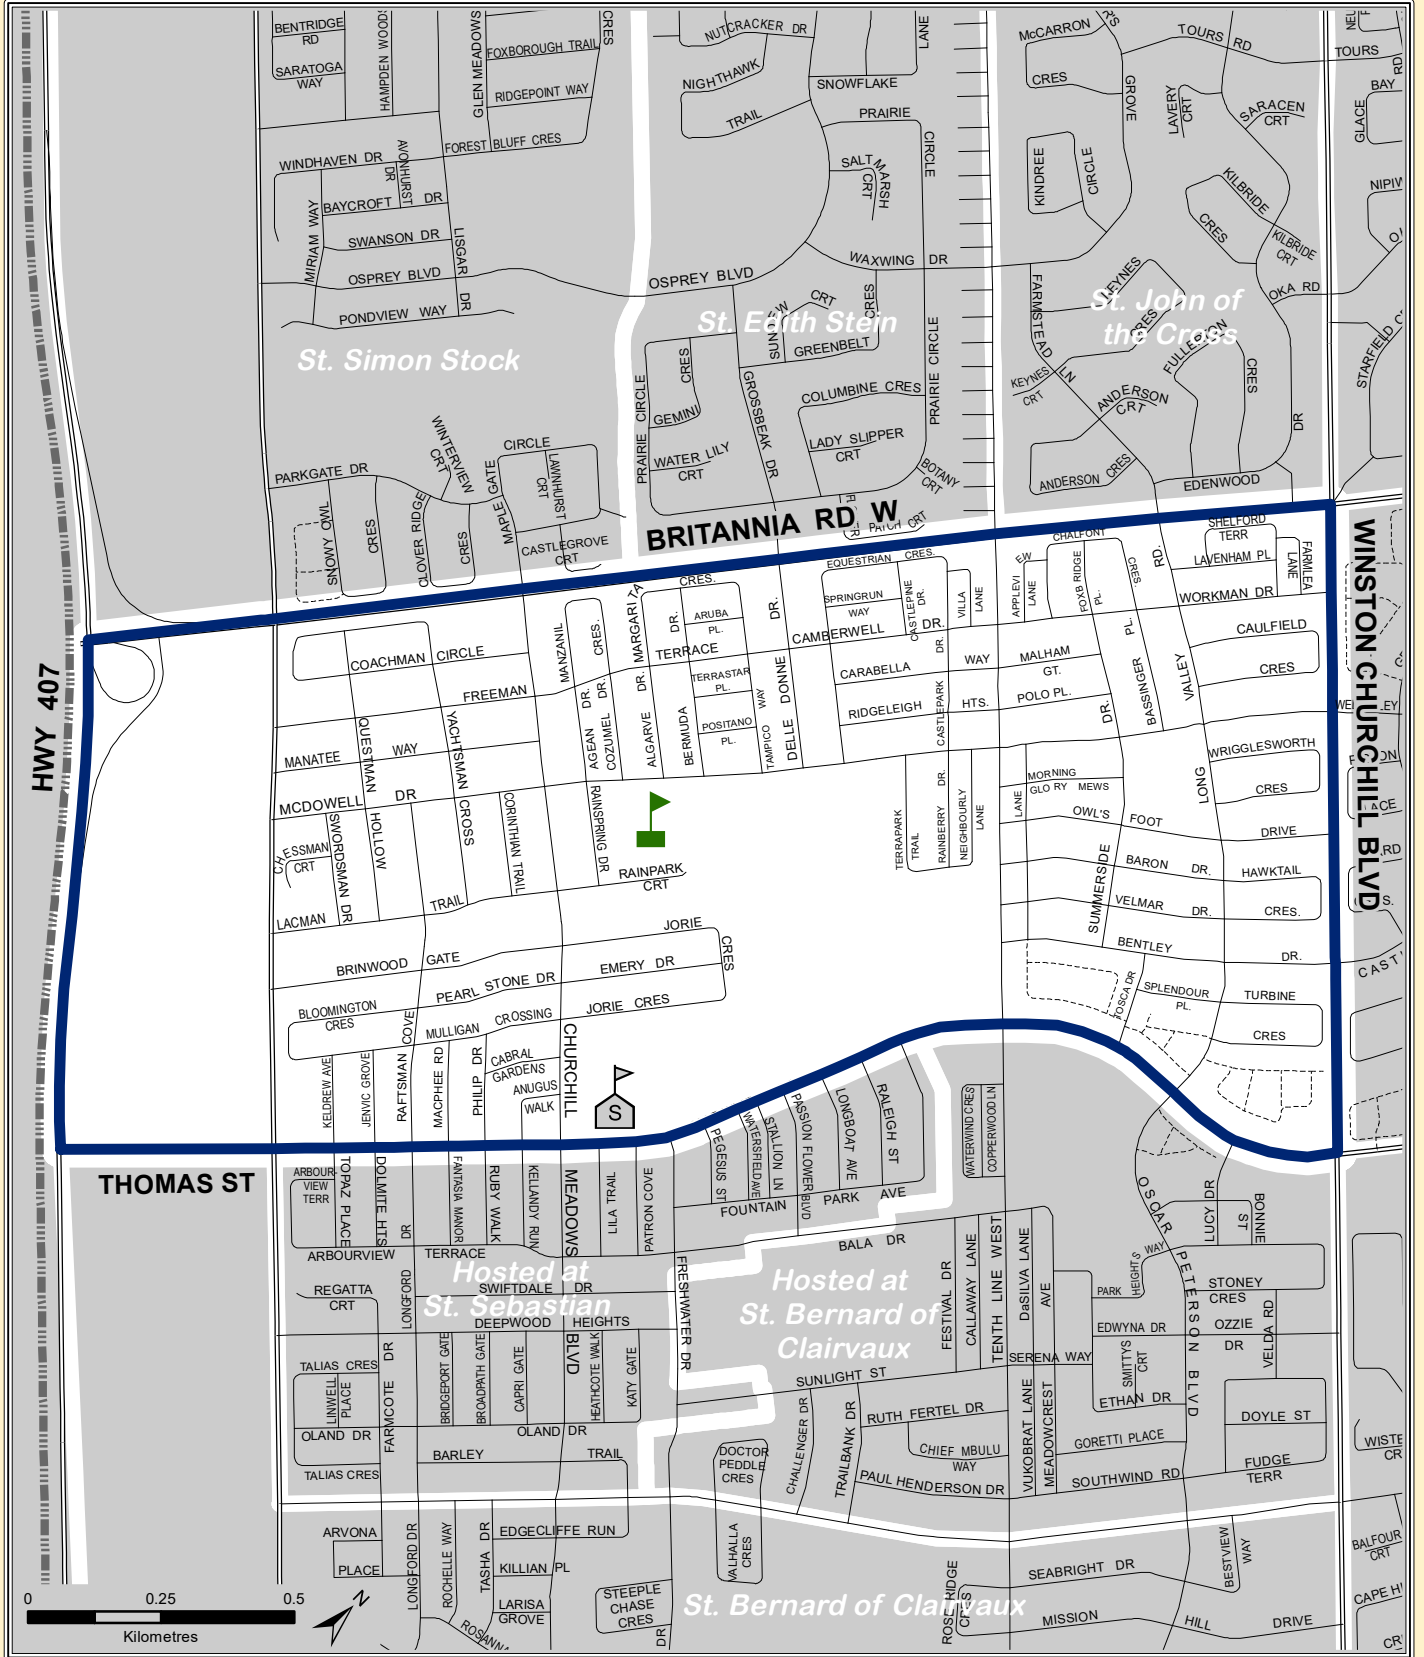 BENTRIDGE
RD
SARATOGA
WAY
HAMPDEN WOODS
GLEN MEADOWS
FOXBOROUGH TRAIL
RIDGEPOINT WAY
CRES
FOREST BLUFF CRES
WINDHAVEN DR
AVONHURST
DR
BAYCROFT DR
SWANSON DR
MIRIAM WAY
LISGAR
DR
OSPREY BLVD
PONDVIEW WAY
St. Simon Stock
NUTCRACKER DR
LANE
NIGHTHAWK
TRAIL
SNOWFLAKE
PRAIRIE
CIRCLE
SALT MARSH
CRT
WAXWING DR
OSPREY BLVD
SUNVIEW
CRT
CRES
GREENBELT
St. Edith Stein
PRAIRIE CIRCLE
CRES
GEMINI
WATER LILY
CRT
GROSSBEAK DR
COLUMBINE CRES
LADY SLIPPER
CRT
PRAIRIE CIRCLE
BOTANY
CRT
PATCH CRT
McCARRON
CRES
TOURS RD
TOURS
GROVE
LAVERY
CRT
SARACEN
CRT
GLACE
BAY
RD
KINDREE
CIRCLE
KILBRIDE
CRES
KILBRIDE
CRT
OKA RD
FARMSTEAD
LN
KEYNES
CRES
KEYNES
CRT
St. John of
the Cross
FULLERTON
CRES
ANDERSON
CRT
ANDERSON CRES
EDENWOOD
DR
STARFIELD
WINTERVIEW
CRT
CIRCLE
LAWNHURST
CRT
MAPLE GATE
PARKGATE DR
SNOWY OWL
CRES
CLOVER RIDGE
CRES
CASTLEGROVE
CRT
BRITANNIA RD W
HWY 407
WINSTON CHURCHILL BLVD
THOMAS ST
COACHMAN CIRCLE
FREEMAN
TERRACE
QUESTMAN
HOLLOW
YACHTSMAN
CROSS
MANATEE WAY
MCDOWELL DR
CHESSMAN
CRT
SWORDSMAN DR
CORINTHIAN TRAIL
LACMAN
TRAIL
MANZANIL
CRES.
MARGARITA
CRES.
DR.
AGEAN
DR.
COZUMEL DR.
ALGARVE
DR.
BERMUDA
DR.
ARUBA
PL.
TERRASTAR
PL.
POSITANO
PL.
TAMPICO WAY
DELLE DONNE
DR.
RAINSPRING DR
RAINPARK
CRT
EQUESTRIAN CRES.
SPRINGRUN
WAY
CASTLEPINE
DR.
VILLA
LANE
CAMBERWELL DR.
CARABELLA WAY
RIDGELEIGH HTS.
CASTLEPARK
DR.
MALHAM
GT.
POLO PL.
APPLEVIEW
LANE
CHALFONT
CRES.
FOXB RIDGE
PL.
BASSINGER
PL.
LONG
VALLEY
RD.
SHELFORD
TERR
LAVENHAM PL
FARMLEA
LANE
WORKMAN DR
CAULFIELD
CRES
WRIGGLESWORTH
CRES
TERRAPARK
TRAIL
RAINBERRY DR.
NEIGHBOURLY
LANE
LANE
MORNING
GLO RY MEWS
OWL'S FOOT DRIVE
SUMMERSIDE
DR.
BARON DR.
HAWKTAIL
CRES.
VELMAR DR.
BENTLEY DR.
TOSCA DR
SPLENDOUR
PL.
TURBINE
CRES
BRINWOOD GATE
PEARL STONE DR
EMERY DR
JORIE
CRES
JORIE CRES
BLOOMINGTON
CRES
MULLIGAN CROSSING
KELDREW AVE
JENVIC GROVE
RAFTSMAN COVE
MACPHEE RD
PHILIP DR
CABRAL
GARDENS
ANUGUS
WALK
CHURCHILL
MEADOWS
BLVD
S
PEGESUS ST
WATERSFIELD AVE
STALLION LN
PASSION FLOWER BLVD
LONGBOAT AVE
RALEIGH ST
WATERWIND CRES
COPPERWOOD LN
FOUNTAIN PARK AVE
ARBOUR-
VIEW
TERR
TOPAZ PLACE
DOLMITE HTS
FANTASIA MANOR
RUBY WALK
KELLANDY RUN
LILA TRAIL
PATRON COVE
ARBOURVIEW TERRACE
REGATTA
CRT
LONGFORD
DR
SWIFTDALE DR
Hosted at
St. Sebastian
DEEPWOOD HEIGHTS
TALIAS CRES
LINWELL
PLACE
FARMCOTE DR
BRIDGEPORT GATE
BROADPATH GATE
CAPRI GATE
HEATHCOTE WALK
KATY GATE
OLAND DR
OLAND DR
TALIAS CRES
BARLEY TRAIL
FRESHWATER DR
BALA DR
Hosted at
St. Bernard of
Clairvaux
FESTIVAL DR
CALLAWAY LANE
TENTH LINE WEST
DaSILVA LANE
AVE
SERENA WAY
SUNLIGHT ST
CHALLENGER DR
TRAILBANK DR
RUTH FERTEL DR
CHIEF MBULU
WAY
PAUL HENDERSON DR
VUKOBRAT LANE
MEADOWCREST
DOCTOR
PEDDLE
CRES
OSCAR PETERSON BLVD
LUCY DR
BONNIE
ST
PARK HEIGHTS WAY
STONEY
CRES
EDWYNA DR
OZZIE
DR
VELDA RD
SMITTYS
CRT
ETHAN DR
DOYLE ST
GORETTI PLACE
SOUTHWIND RD
FUDGE
TERR
ARVONA
PLACE
LONGFORD DR
ROCHELLE WAY
TASHA DR
EDGECLIFFE RUN
KILLIAN PL
LARISA
GROVE
ROSANNA
STEEPLE
CHASE
CRES
DR
VALHALLA
CRES
St. Bernard of Clairvaux
ROSE RIDGE
CRES
SEABRIGHT DR
MISSION HILL DRIVE
BESTVIEW
WAY
BALFOUR
CRT
CAPE H
0 0.25 0.5
Kilometres
N